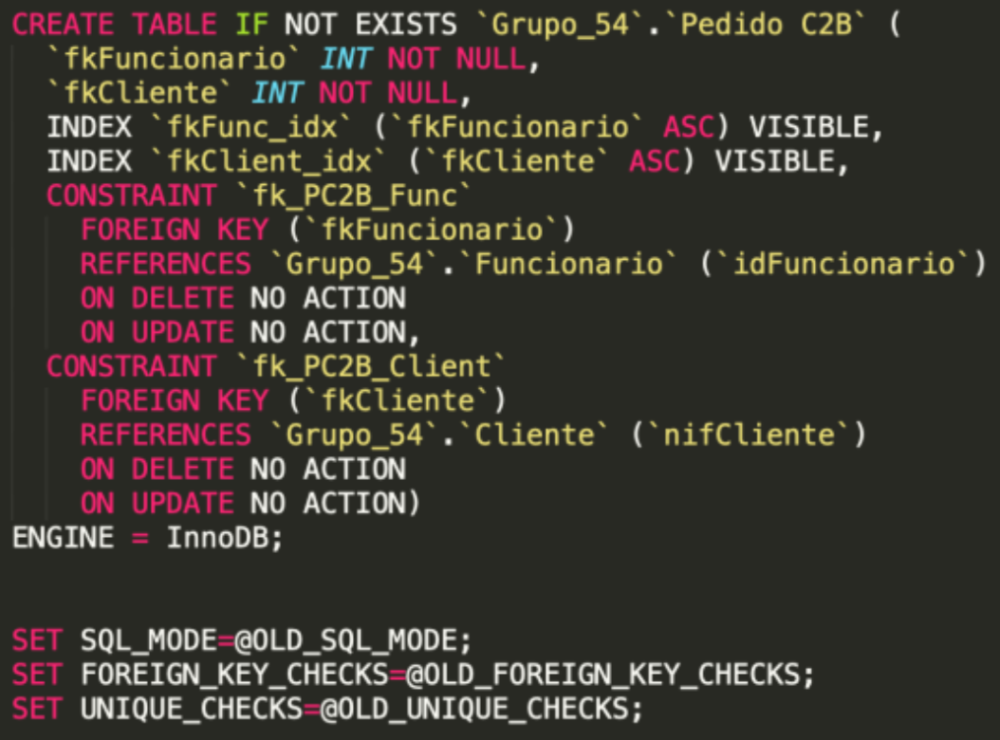 CREATE TABLE IF NOT EXISTS `Grupo_54`.`Pedido C2B` (
  `fkFuncionario` INT NOT NULL,
  `fkCliente` INT NOT NULL,
  INDEX `fkFunc_idx` (`fkFuncionario` ASC) VISIBLE,
  INDEX `fkClient_idx` (`fkCliente` ASC) VISIBLE,
  CONSTRAINT `fk_PC2B_Func`
    FOREIGN KEY (`fkFuncionario`)
    REFERENCES `Grupo_54`.`Funcionario` (`idFuncionario`)
    ON DELETE NO ACTION
    ON UPDATE NO ACTION,
  CONSTRAINT `fk_PC2B_Client`
    FOREIGN KEY (`fkCliente`)
    REFERENCES `Grupo_54`.`Cliente` (`nifCliente`)
    ON DELETE NO ACTION
    ON UPDATE NO ACTION)
ENGINE = InnoDB;
SET SQL_MODE=@OLD_SQL_MODE;
SET FOREIGN_KEY_CHECKS=@OLD_FOREIGN_KEY_CHECKS;
SET UNIQUE_CHECKS=@OLD_UNIQUE_CHECKS;